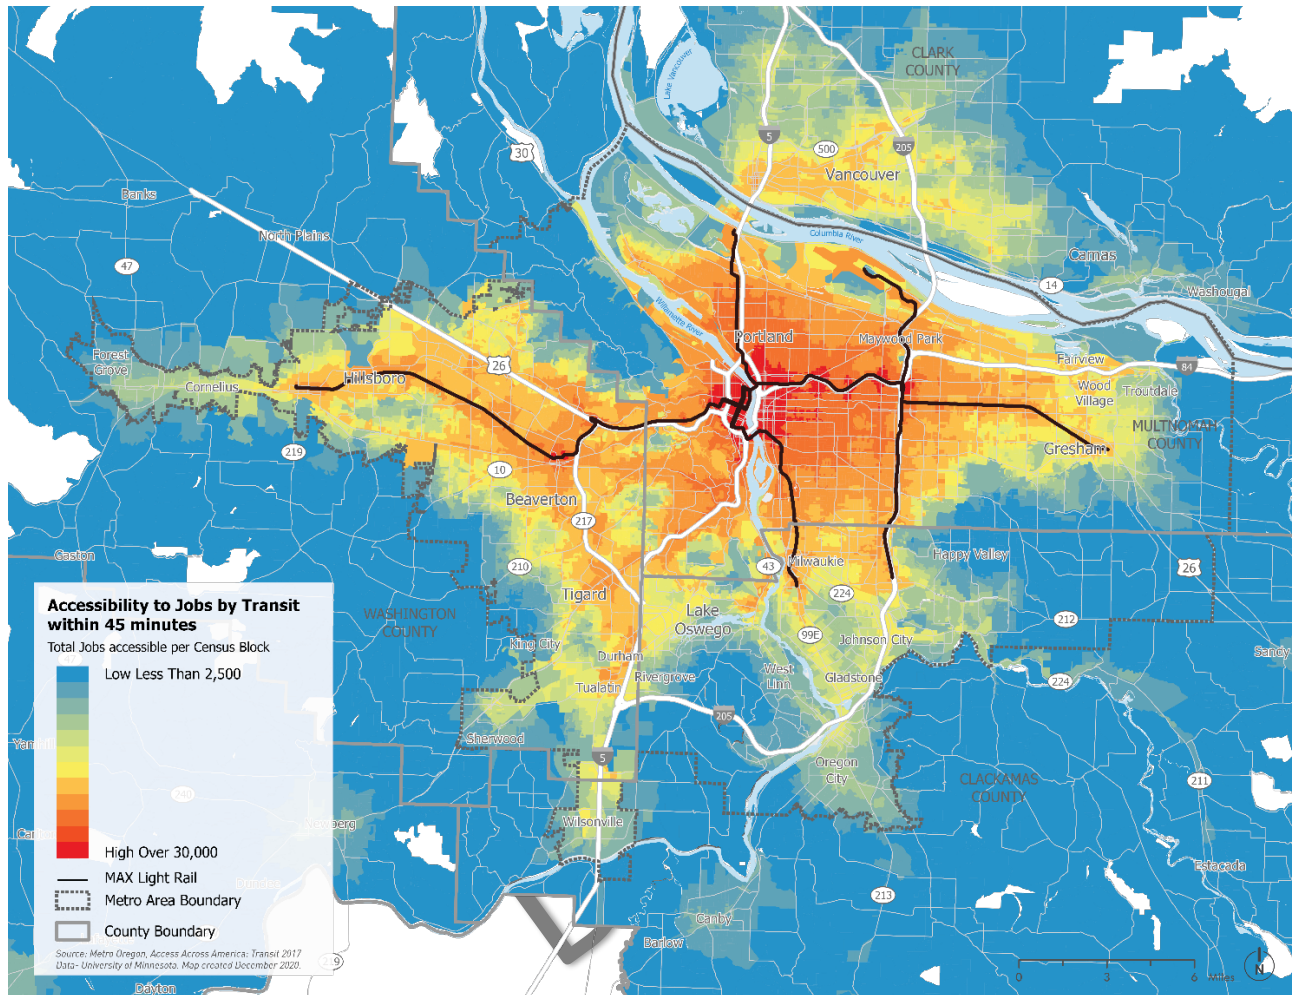 CLARK
COUNTY
Lake Vancouver
5
500
205
30
Vancouver
Banks
North Plains
47
Columbia River
Camas
14
Washougal
Willamette River
Portland
Maywood Park
Fairview
84
Wood
Village
Troutdale
26
Forest
Grove
Cornelius
Hillsboro
MULTNOMAH
COUNTY
219
Gresham
10
Beaverton
217
Gaston
210
43
Milwaukie
Happy Valley
26
224
Tigard
Lake
Oswego
WASHINGTON
COUNTY
99E
212
King City
Johnson City
Durham
Sandy
Rivergrove
West
Linn
Gladstone
224
Tualatin
205
Sherwood
5
Oregon
City
CLACKAMAS
COUNTY
211
Wilsonville
Estacada
213
Canby
Barlow
Dayton
Accessibility to Jobs by Transit
within 45 minutes
Total Jobs accessible per Census Block
Low Less Than 2,500
High Over 30,000
MAX Light Rail
Metro Area Boundary
County Boundary
Source: Metro Oregon, Access Across America: Transit 2017
Data- University of Minnesota. Map created December 2020.
240
0 3 6 Miles
N